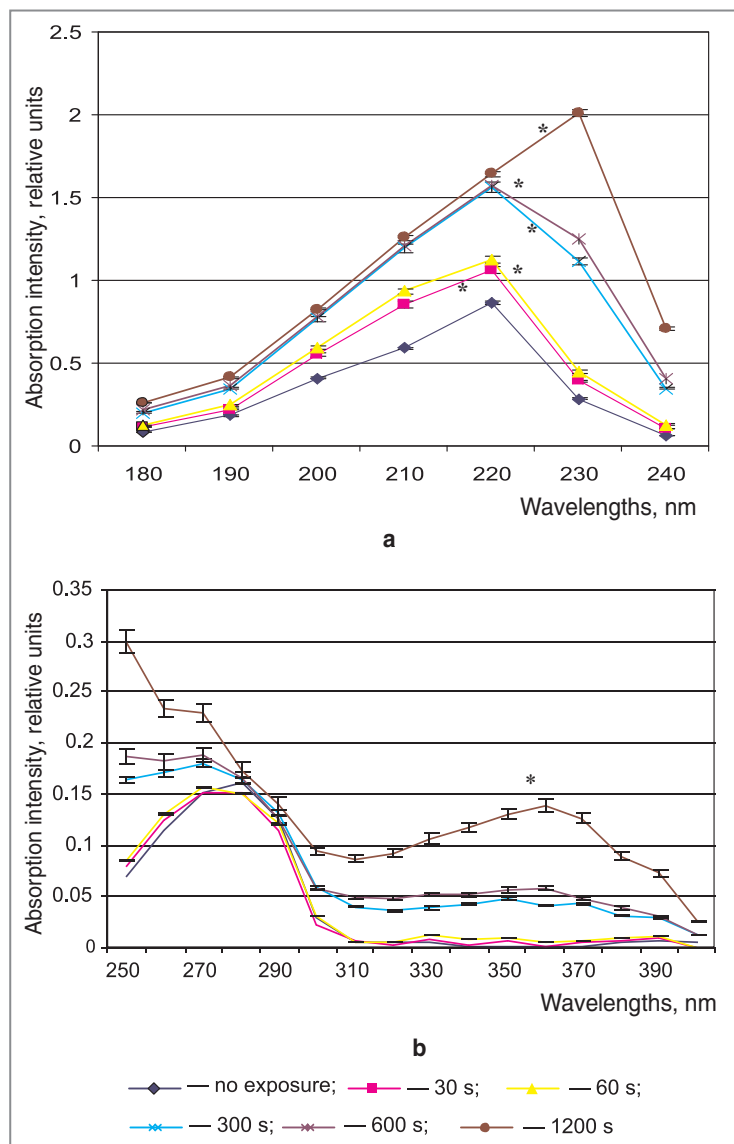 Absorption intensity, relative units
2.5
2
1.5
1
0.5
0
*
*
*
*
*
180 190 200 210 220 230 240
Wavelengths, nm
a
Absorption intensity, relative units
0.35
0.3
0.25
0.2
0.15
0.1
0.05
0
*
250 270 290 310 330 350 370 390
Wavelengths, nm
b
— no exposure; — 30 s; — 60 s;
— 300 s; — 600 s; — 1200 s